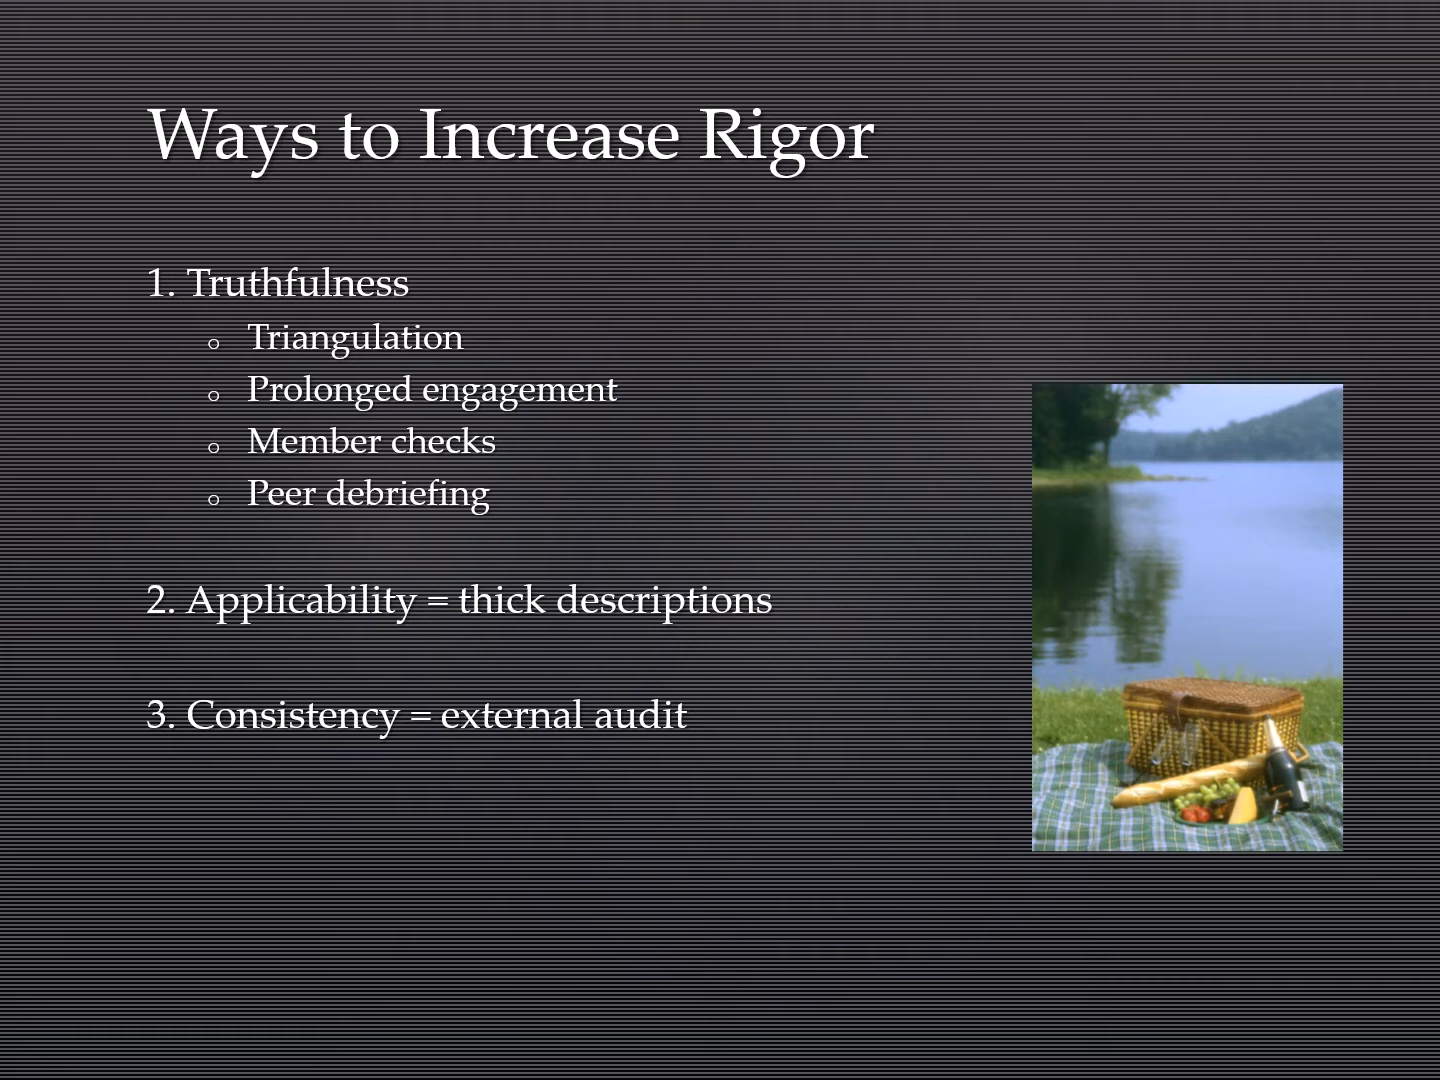 Ways to Increase Rigor
1. Truthfulness
○ Triangulation
○ Prolonged engagement
○ Member checks
○ Peer debriefing
2. Applicability = thick descriptions
3. Consistency = external audit